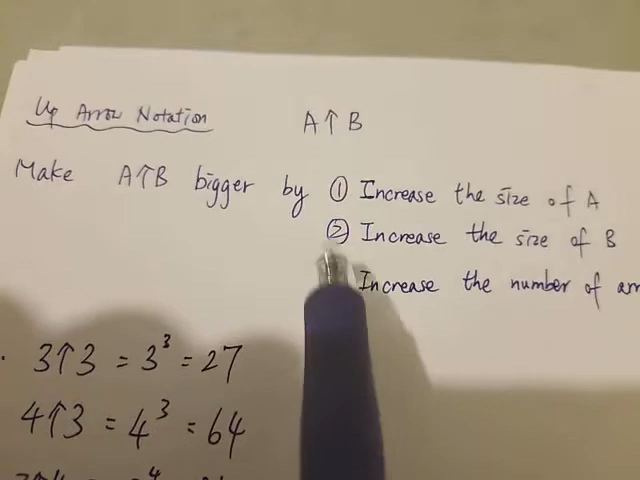 Up Arrow Notation
A↑B
Make A↑B bigger by ① Increase the size of A
② Increase the size of B
Increase the number of
3↑3 = 3³ = 27
4↑3 = 4³ = 64